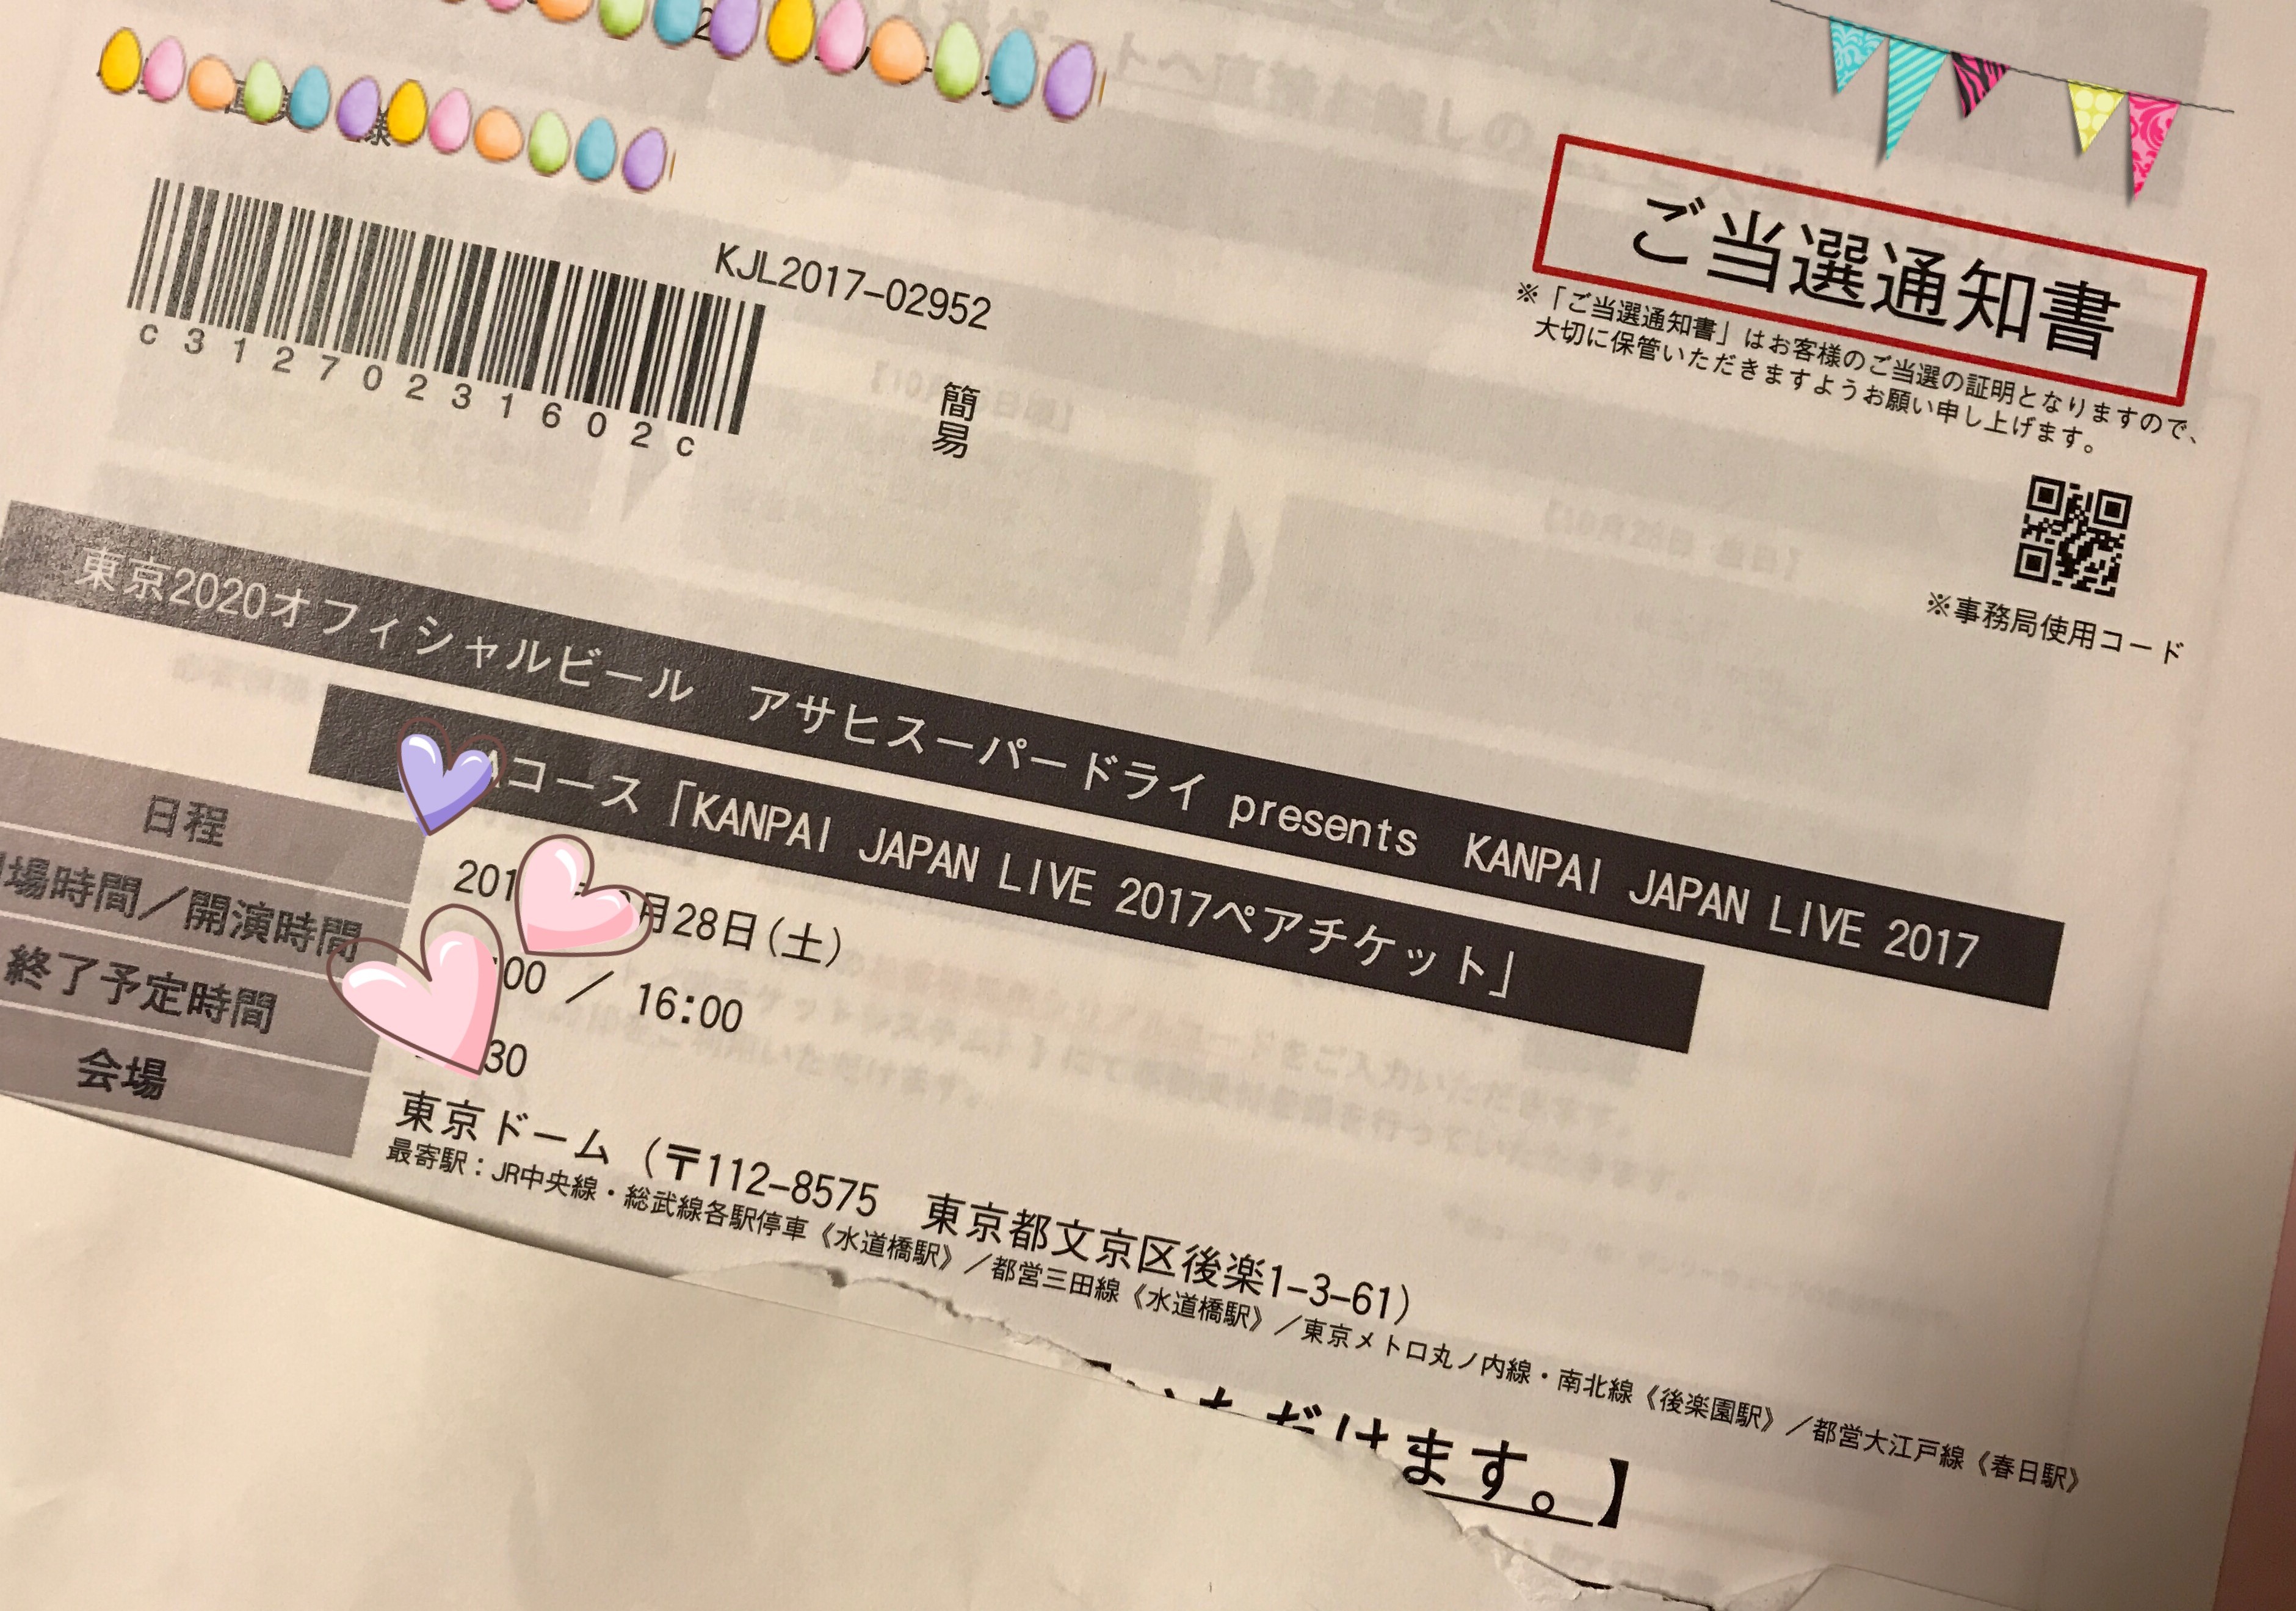 様
KJL2017-02952
C31270231602C
簡易
ご当選通知書
※「ご当選通知書」はお客様のご当選の証明となりますので、
大切に保管いただきますようお願い申し上げます。
※事務局使用コード
東京2020オフィシャルビール　アサヒスーパードライ presents　KANPAI JAPAN LIVE 2017
Aコース「KANPAI JAPAN LIVE 2017ペアチケット」
日程
201 月28日(土)
場時間／開演時間
00 ／ 16:00
終了予定時間
30
会場
東京ドーム（〒112-8575　東京都文京区後楽1-3-61）
最寄駅：JR中央線・総武線各駅停車《水道橋駅》／都営三田線《水道橋駅》／東京メトロ丸ノ内線・南北線《後楽園駅》／都営大江戸線《春日駅》
ただけます。】